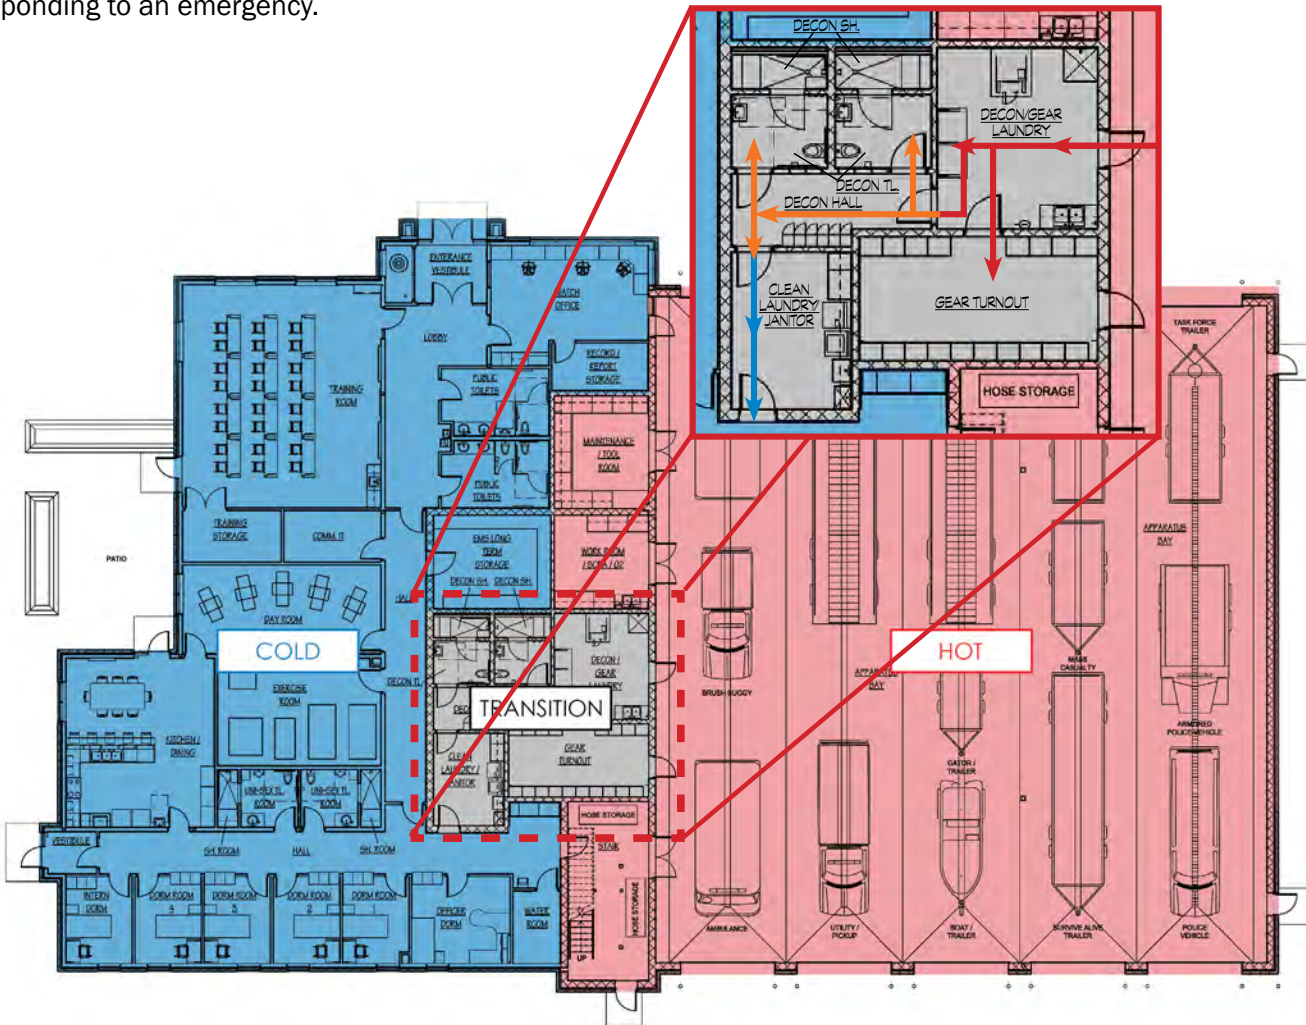 ponding to an emergency.
DECON SH.
DECON/GEAR
LAUNDRY
DECON TL.
DECON HALL
CLEAN
LAUNDRY/
JANITOR
GEAR TURNOUT
HOSE STORAGE
ENTERANCE
VESTIBULE
LOBBY
RECORD /
REPORT
STORAGE
PUBLIC
TOILETS
TRAINING
ROOM
MAINTENANCE
/ TOOL
ROOM
PUBLIC
TOILETS
TASK FORCE
TRAILER
TRAINING
STORAGE
COMM. IT
EMS LONG
TERM
STORAGE
WORK ROOM
APPARATUS
BAY
PATIO
DECON SH.
DECON SH.
HALL
DAY ROOM
COLD
HOT
TRANSITION
DECON /
GEAR
DECON TL.
EXERCISE
ROOM
KITCHEN /
DINING
GEAR
TURNOUT
CLEAN
LAUNDRY /
BRUSH BUGGY
BAY
MASS
CASUALTY
ARMORED
POLICE VEHICLE
GATOR /
TRAILER
UNI-SEX TL.
ROOM
UNI-SEX TL.
ROOM
HOSE STORAGE
STAIR
VESTIBULE
SH. ROOM
HALL
SH. ROOM
INTERN
DORM
DORM ROOM
4
DORM ROOM
3
DORM ROOM
2
DORM ROOM
1
OFFICER
DORM
WATER
ROOM
HOSE STORAGE
UP
AMBULANCE
UTILITY /
PICKUP
BOAT /
TRAILER
SURVIVE ALIVE
TRAILER
POLICE
VEHICLE